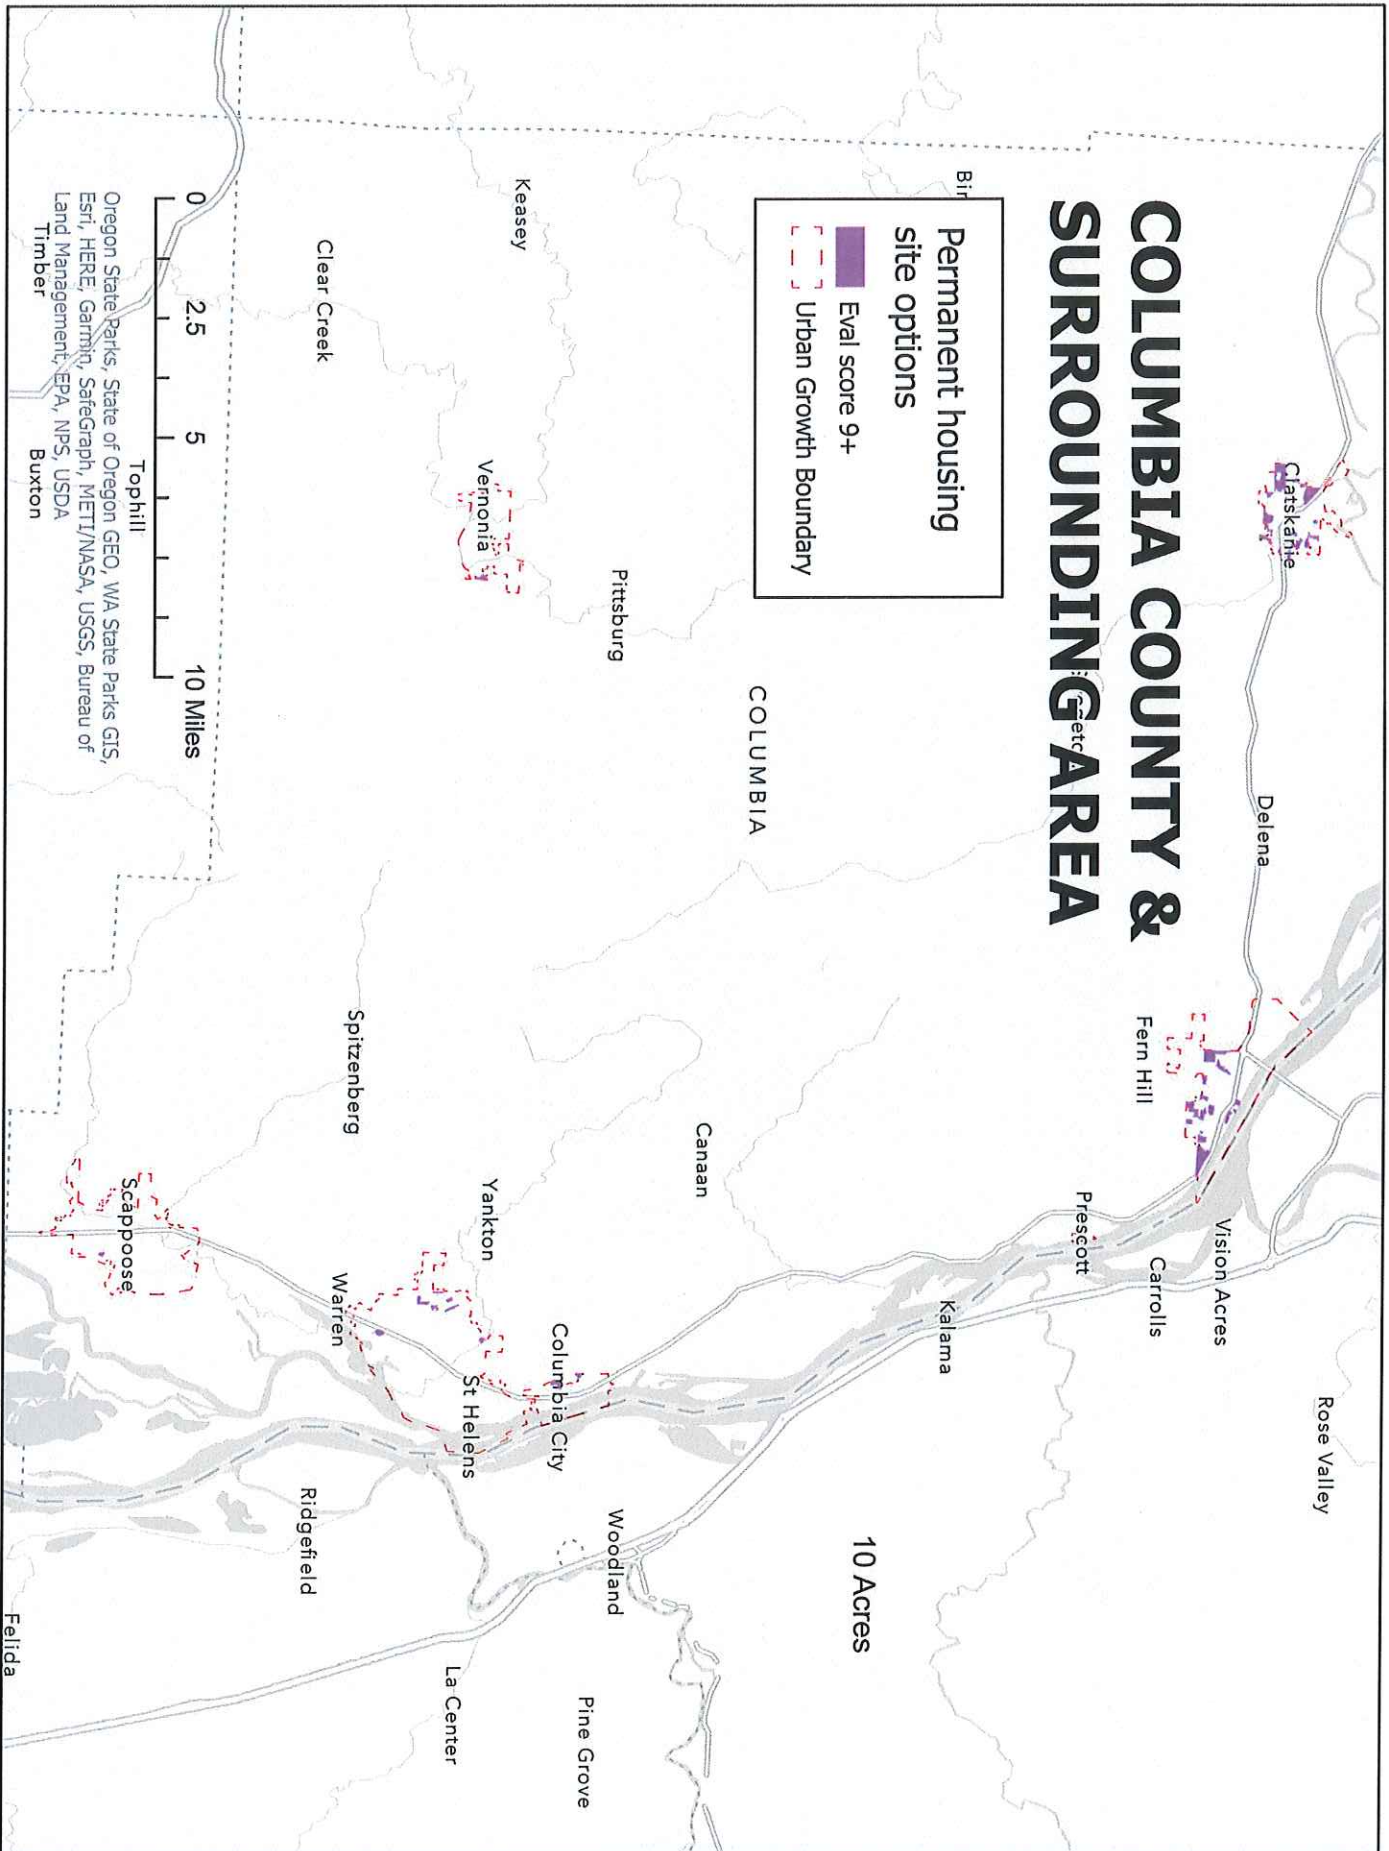 COLUMBIA COUNTY &
SURROUNDING AREA
Permanent housing
site options
Eval score 9+
Urban Growth Boundary
Clatskanie
Delena
Fern Hill
Rose Valley
Vision Acres
Carrolls
Prescott
Kalama
10 Acres
Bir
COLUMBIA
Canaan
Pittsburg
Woodland
Pine Grove
Columbia City
Keasey
Vernonia
Yankton
St Helens
La Center
Clear Creek
Spitzenberg
Warren
Ridgefield
0 2.5 5 10 Miles
Tophill
Scappoose
Oregon State Parks, State of Oregon GEO, WA State Parks GIS,
Esri, HERE, Garmin, SafeGraph, METI/NASA, USGS, Bureau of
Land Management, EPA, NPS, USDA
Timber
Buxton
Felida